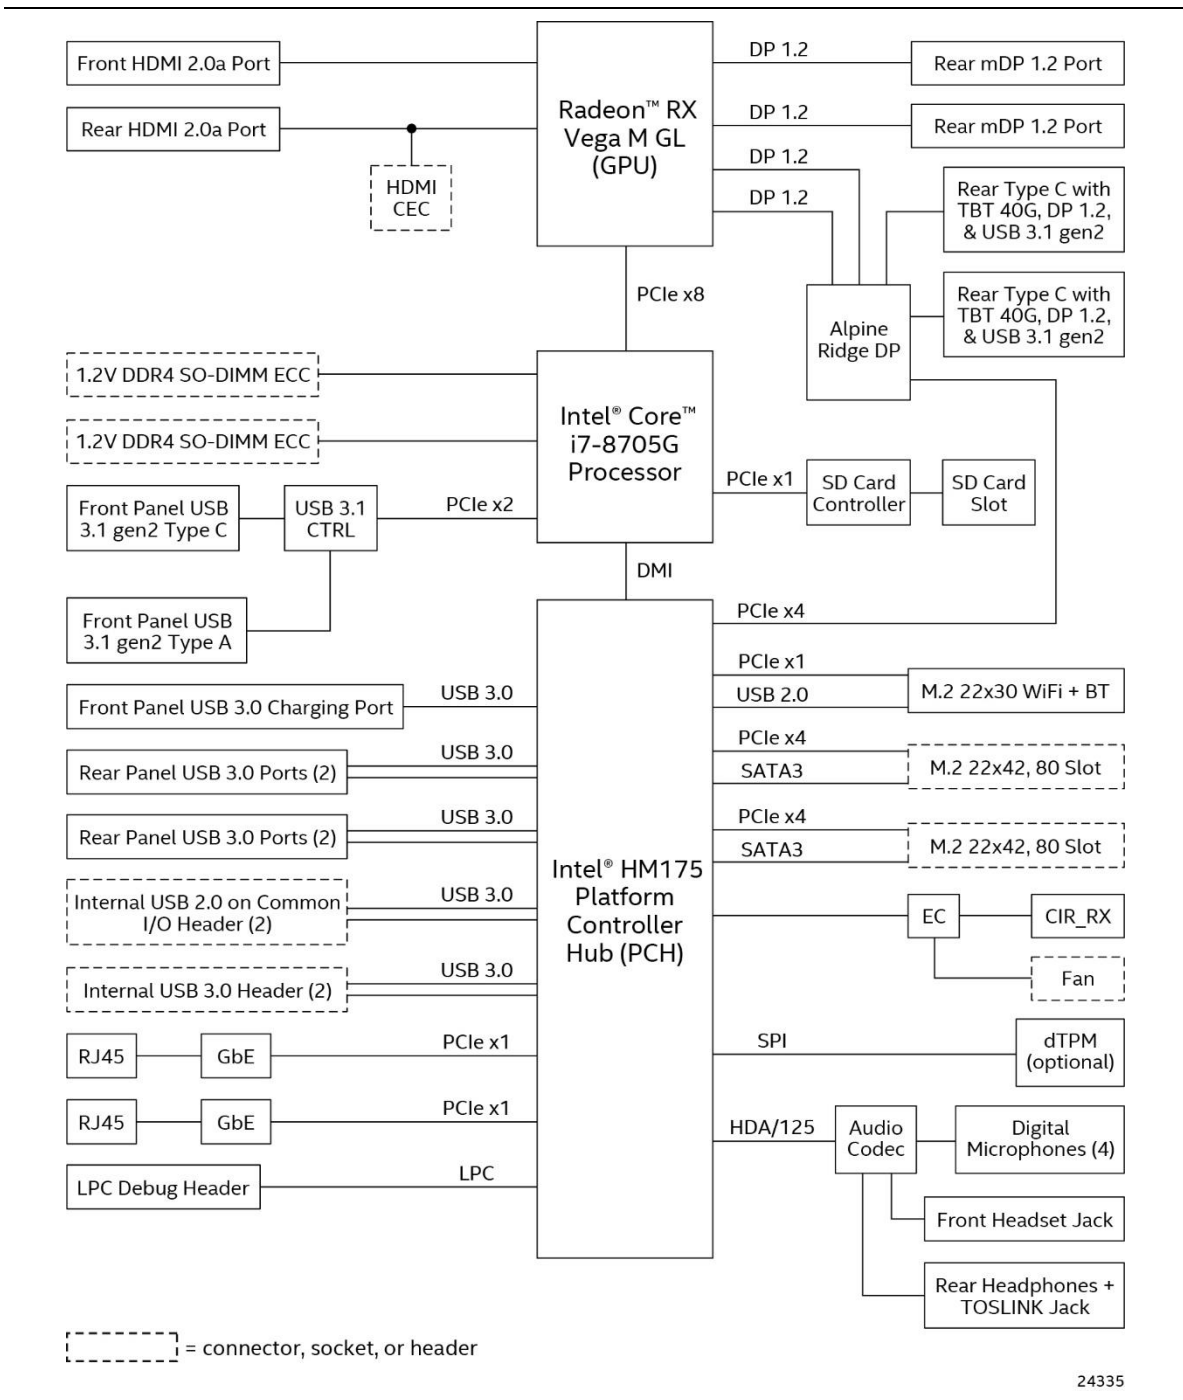 Front HDMI 2.0a Port
Rear HDMI 2.0a Port
HDMI
CEC
Radeon™ RX
Vega M GL
(GPU)
DP 1.2
Rear mDP 1.2 Port
DP 1.2
Rear mDP 1.2 Port
DP 1.2
DP 1.2
Rear Type C with
TBT 40G, DP 1.2,
& USB 3.1 gen2
Rear Type C with
TBT 40G, DP 1.2,
& USB 3.1 gen2
Alpine
Ridge DP
PCIe x8
1.2V DDR4 SO-DIMM ECC
1.2V DDR4 SO-DIMM ECC
Intel® Core™
i7-8705G
Processor
Front Panel USB
3.1 gen2 Type C
USB 3.1
CTRL
PCIe x2
PCIe x1
SD Card
Controller
SD Card
Slot
Front Panel USB
3.1 gen2 Type A
DMI
PCIe x4
Front Panel USB 3.0 Charging Port
USB 3.0
PCIe x1
USB 2.0
M.2 22x30 WiFi + BT
Rear Panel USB 3.0 Ports (2)
USB 3.0
PCIe x4
SATA3
M.2 22x42, 80 Slot
Rear Panel USB 3.0 Ports (2)
USB 3.0
PCIe x4
SATA3
M.2 22x42, 80 Slot
Intel® HM175
Platform
Controller
Hub (PCH)
Internal USB 2.0 on Common
I/O Header (2)
USB 3.0
EC
CIR_RX
Fan
Internal USB 3.0 Header (2)
USB 3.0
RJ45
GbE
PCIe x1
SPI
dTPM
(optional)
RJ45
GbE
PCIe x1
HDA/125
Audio
Codec
Digital
Microphones (4)
LPC Debug Header
LPC
Front Headset Jack
Rear Headphones +
TOSLINK Jack
= connector, socket, or header
24335